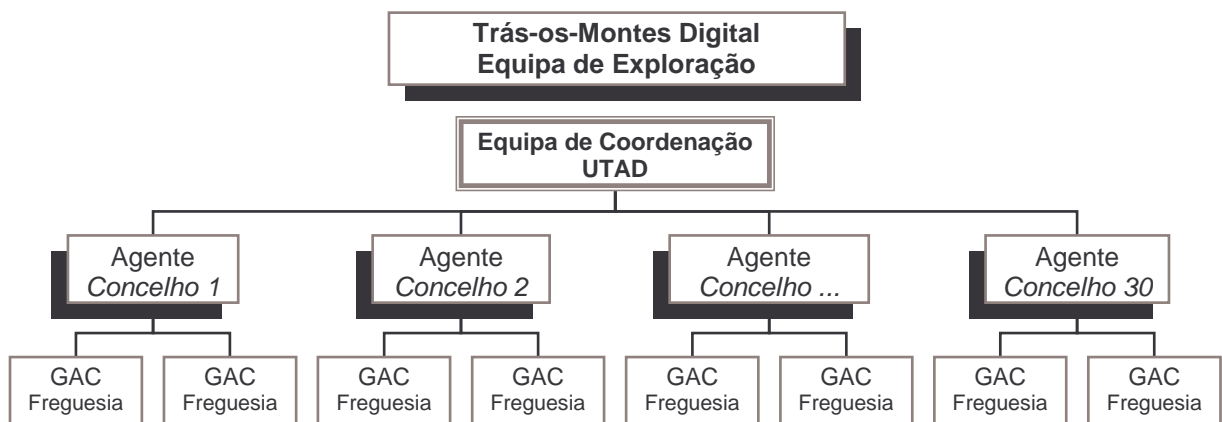 Trás-os-Montes Digital
Equipa de Exploração
Equipa de Coordenação
UTAD
Agente
Concelho 1
Agente
Concelho 2
Agente
Concelho ...
Agente
Concelho 30
GAC
Freguesia
GAC
Freguesia
GAC
Freguesia
GAC
Freguesia
GAC
Freguesia
GAC
Freguesia
GAC
Freguesia
GAC
Freguesia